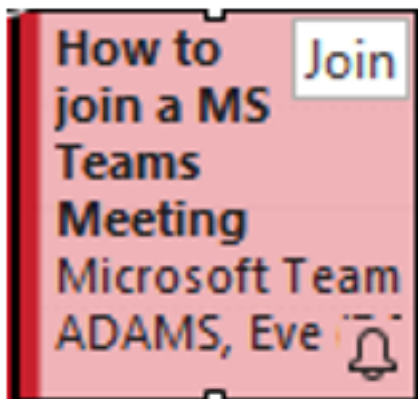 How to
join a MS
Teams
Meeting
Join
Microsoft Team
ADAMS, Eve